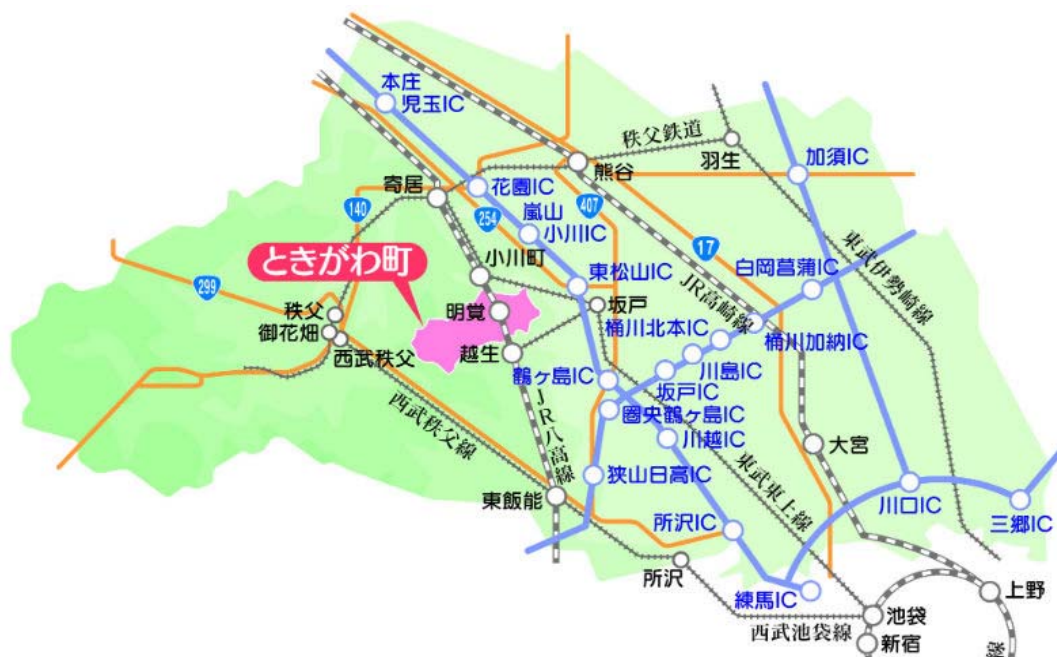 本庄
児玉IC
秩父鉄道
羽生
加須IC
熊谷
寄居
花園IC
140
254
407
嵐山
小川IC
17
東武伊勢崎線
ときがわ町
小川町
東松山IC
白岡菖蒲IC
299
JR高崎線
秩父
明覚
坂戸
御花畑
桶川北本IC
桶川加納IC
西武秩父
越生
川島IC
鶴ヶ島IC
坂戸IC
圏央鶴ヶ島IC
西武秩父線
JR八高線
川越IC
大宮
東武東上線
狭山日高IC
川口IC
東飯能
三郷IC
所沢IC
所沢
練馬IC
上野
池袋
西武池袋線
新宿